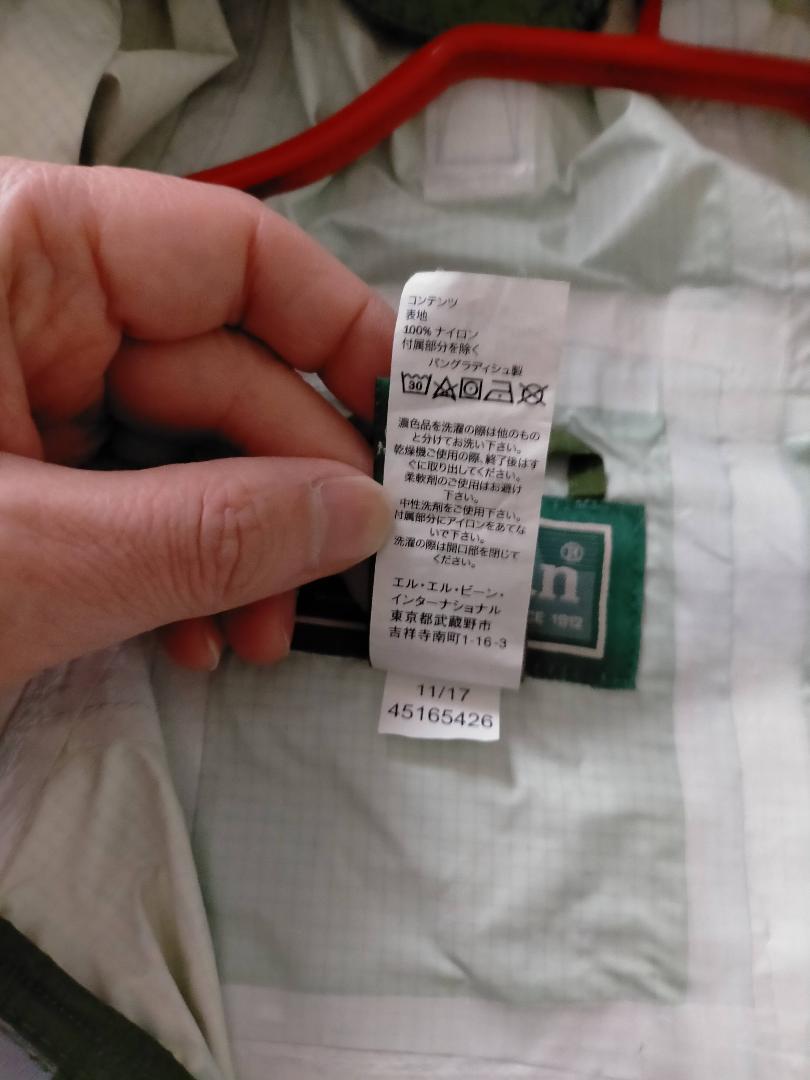 コンテンツ
表地
100% ナイロン
付属部分を除く
バングラディシュ製
30
濃色品を洗濯の際は他のもの
と分けてお洗い下さい。
乾燥機ご使用の際、終了後はす
ぐに取り出してください。
柔軟剤のご使用はお避け
下さい。
中性洗剤をご使用下さい。
付属部分にアイロンをあてな
いで下さい。
洗濯の際は開口部を閉じて
ください。
エル・エル・ビーン・
インターナショナル
東京都武蔵野市
吉祥寺南町1-16-3
11/17
45165426
n®
1912